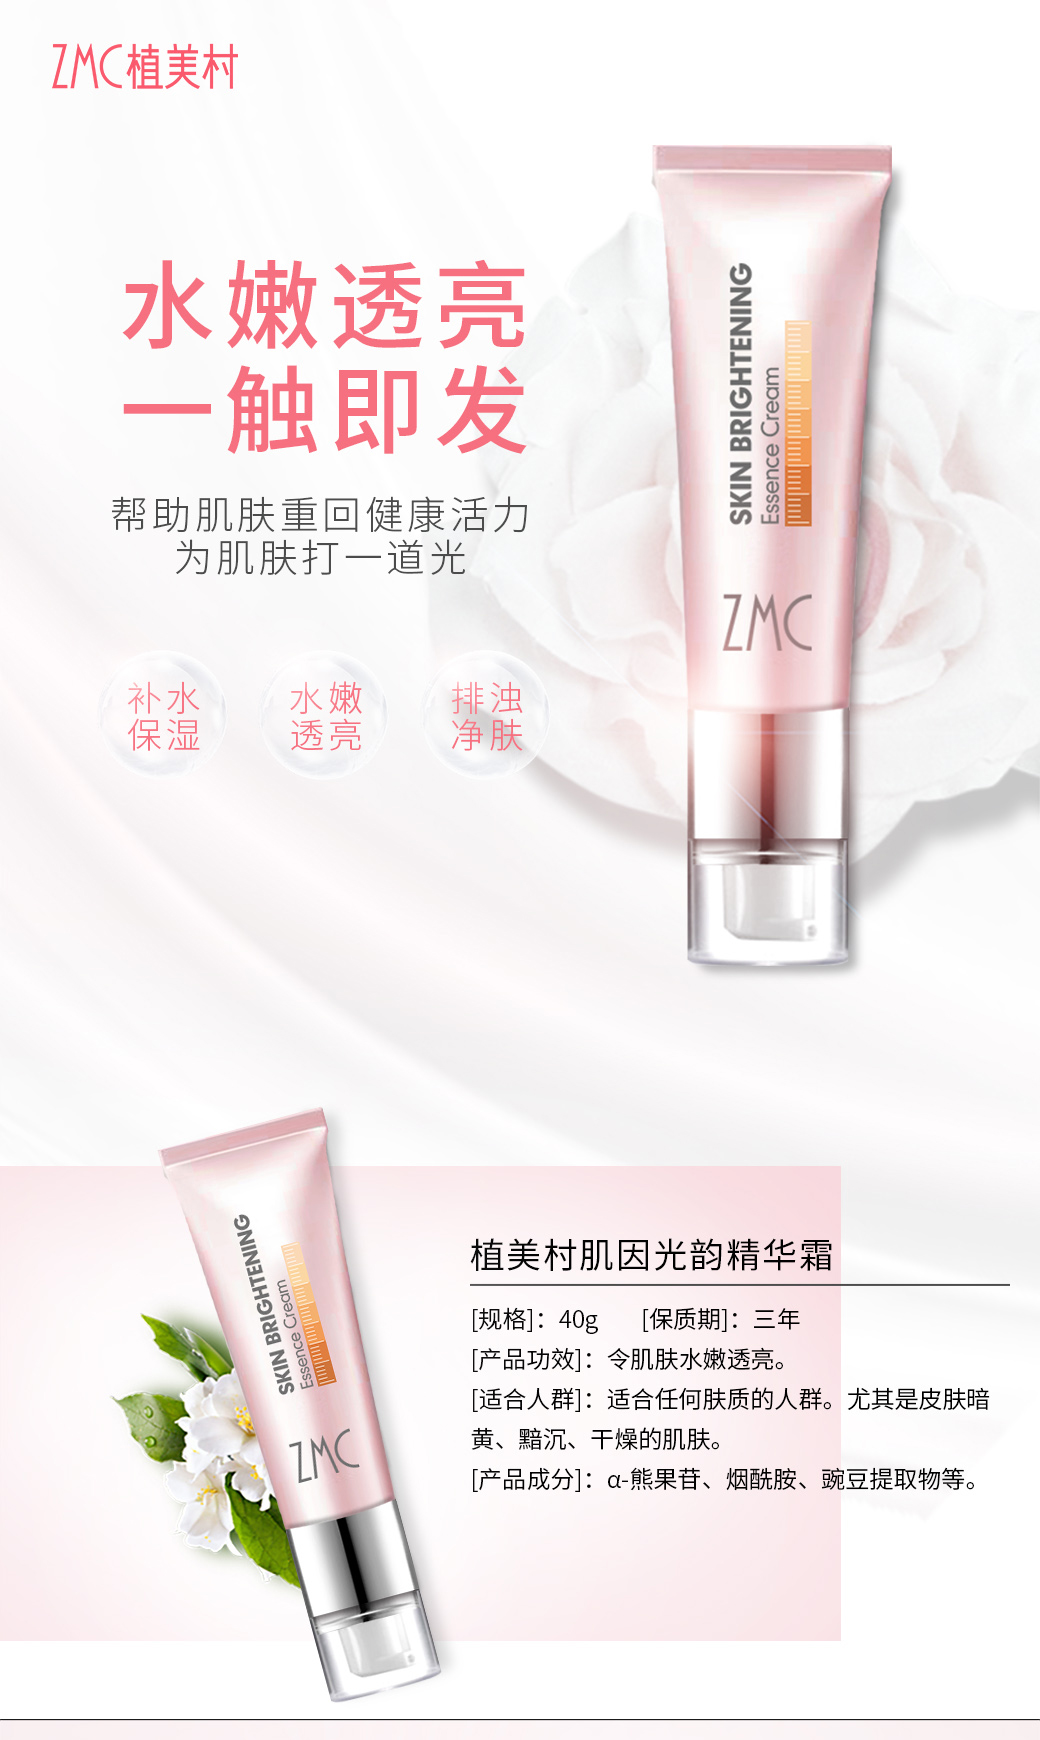 ZMC植美村
水嫩透亮
一触即发
帮助肌肤重回健康活力
为肌肤打一道光
补水
保湿
水嫩
透亮
排浊
净肤
SKIN BRIGHTENING
Essence Cream
ZMC
SKIN BRIGHTENING
Essence Cream
ZMC
植美村肌因光韵精华霜
[规格]：40g [保质期]：三年
[产品功效]：令肌肤水嫩透亮。
[适合人群]：适合任何肤质的人群。尤其是皮肤暗
黄、黯沉、干燥的肌肤。
[产品成分]：α-熊果苷、烟酰胺、豌豆提取物等。